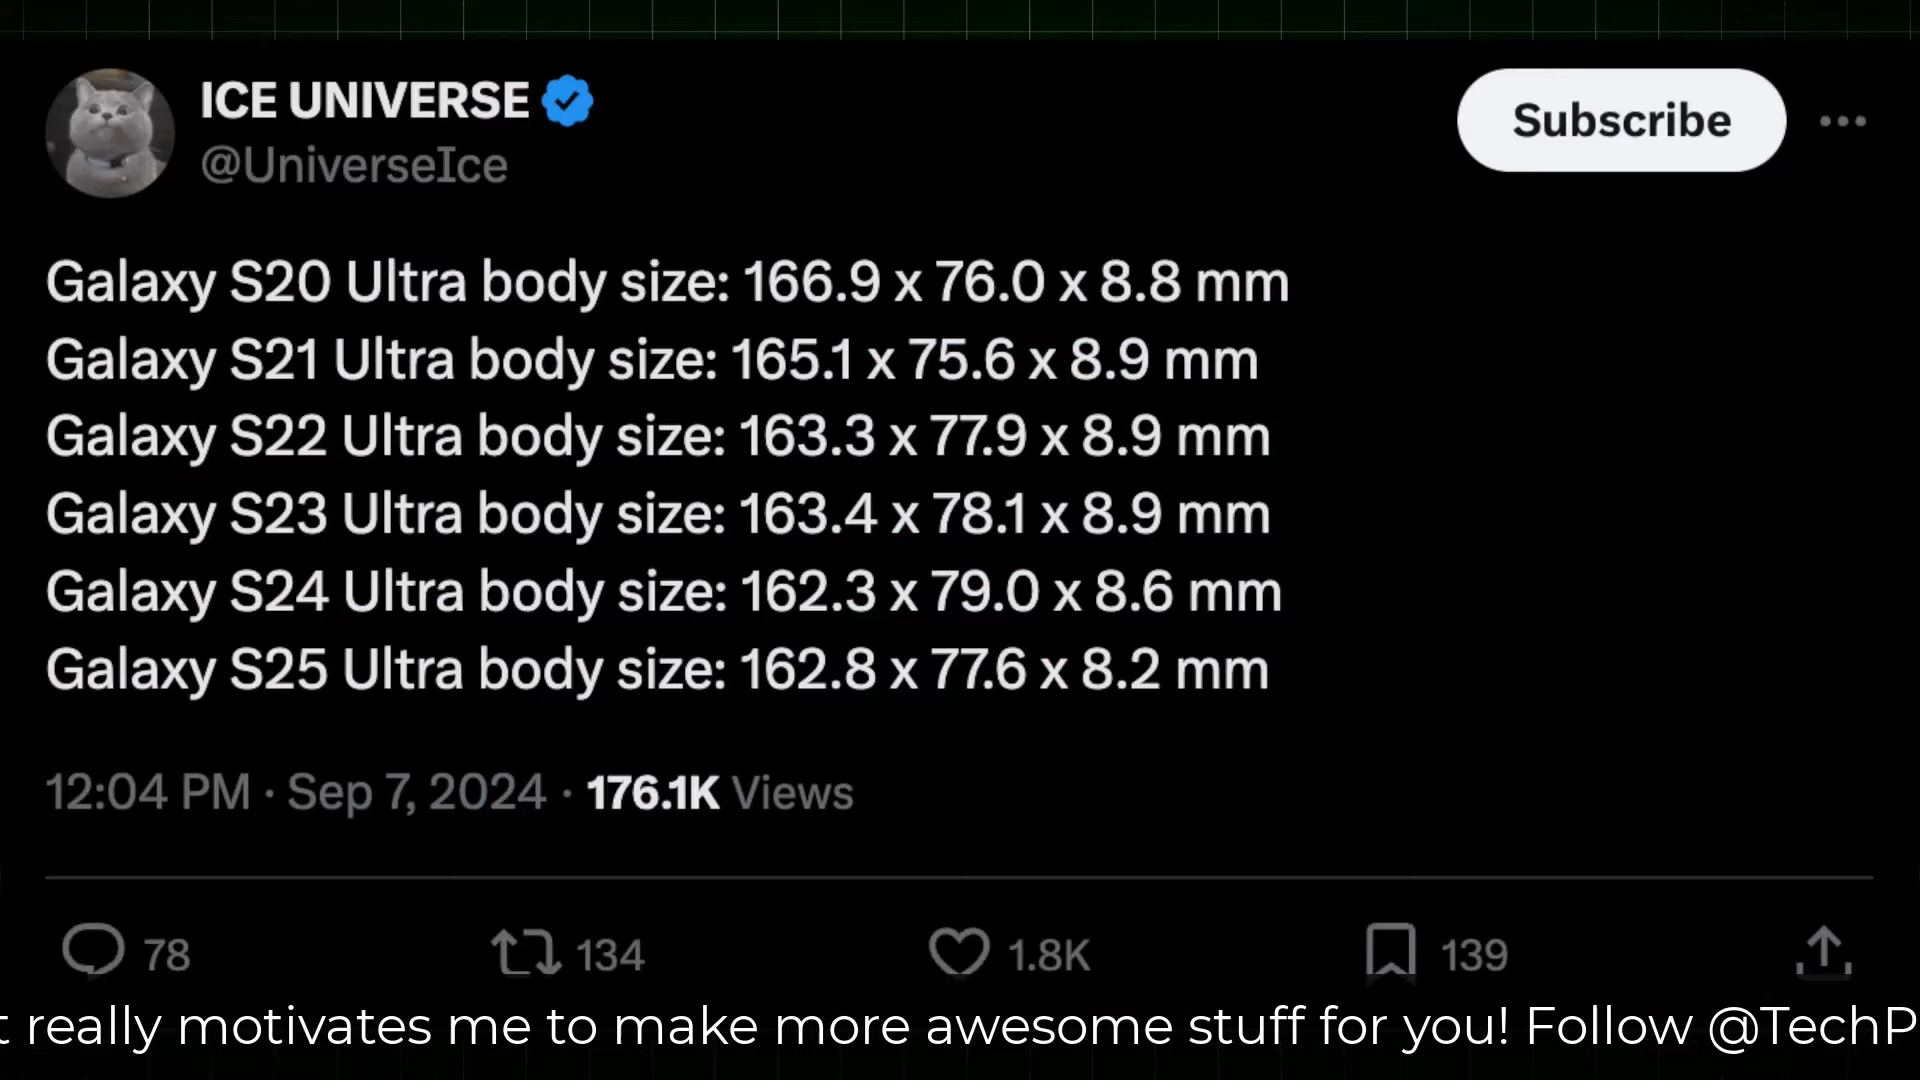 ICE UNIVERSE
@UniverseIce
Subscribe
Galaxy S20 Ultra body size: 166.9 x 76.0 x 8.8 mm
Galaxy S21 Ultra body size: 165.1 x 75.6 x 8.9 mm
Galaxy S22 Ultra body size: 163.3 x 77.9 x 8.9 mm
Galaxy S23 Ultra body size: 163.4 x 78.1 x 8.9 mm
Galaxy S24 Ultra body size: 162.3 x 79.0 x 8.6 mm
Galaxy S25 Ultra body size: 162.8 x 77.6 x 8.2 mm
12:04 PM · Sep 7, 2024 · 176.1K Views
78 134 1.8K 139
t really motivates me to make more awesome stuff for you! Follow @TechP